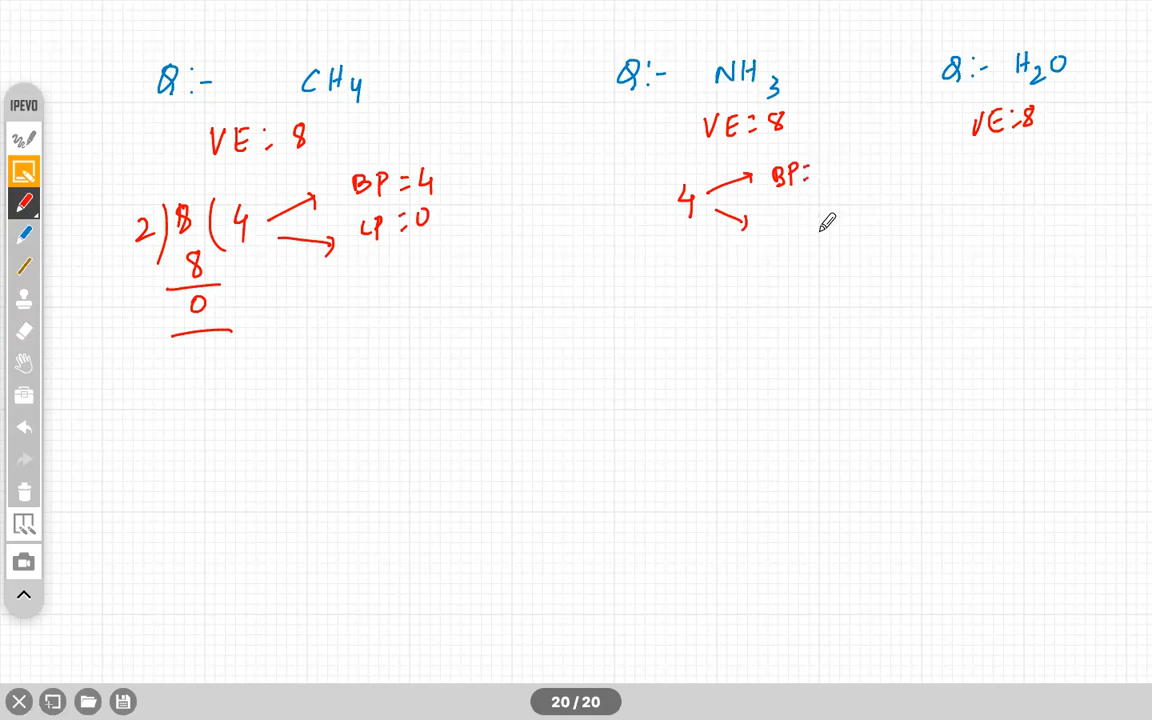 IPEVO
Q:- CH4
VE: 8
2)8(4
BP = 4
LP = 0
8
0
Q:- NH3
VE = 8
4
BP=
Q:- H2O
VE:8
20 / 20